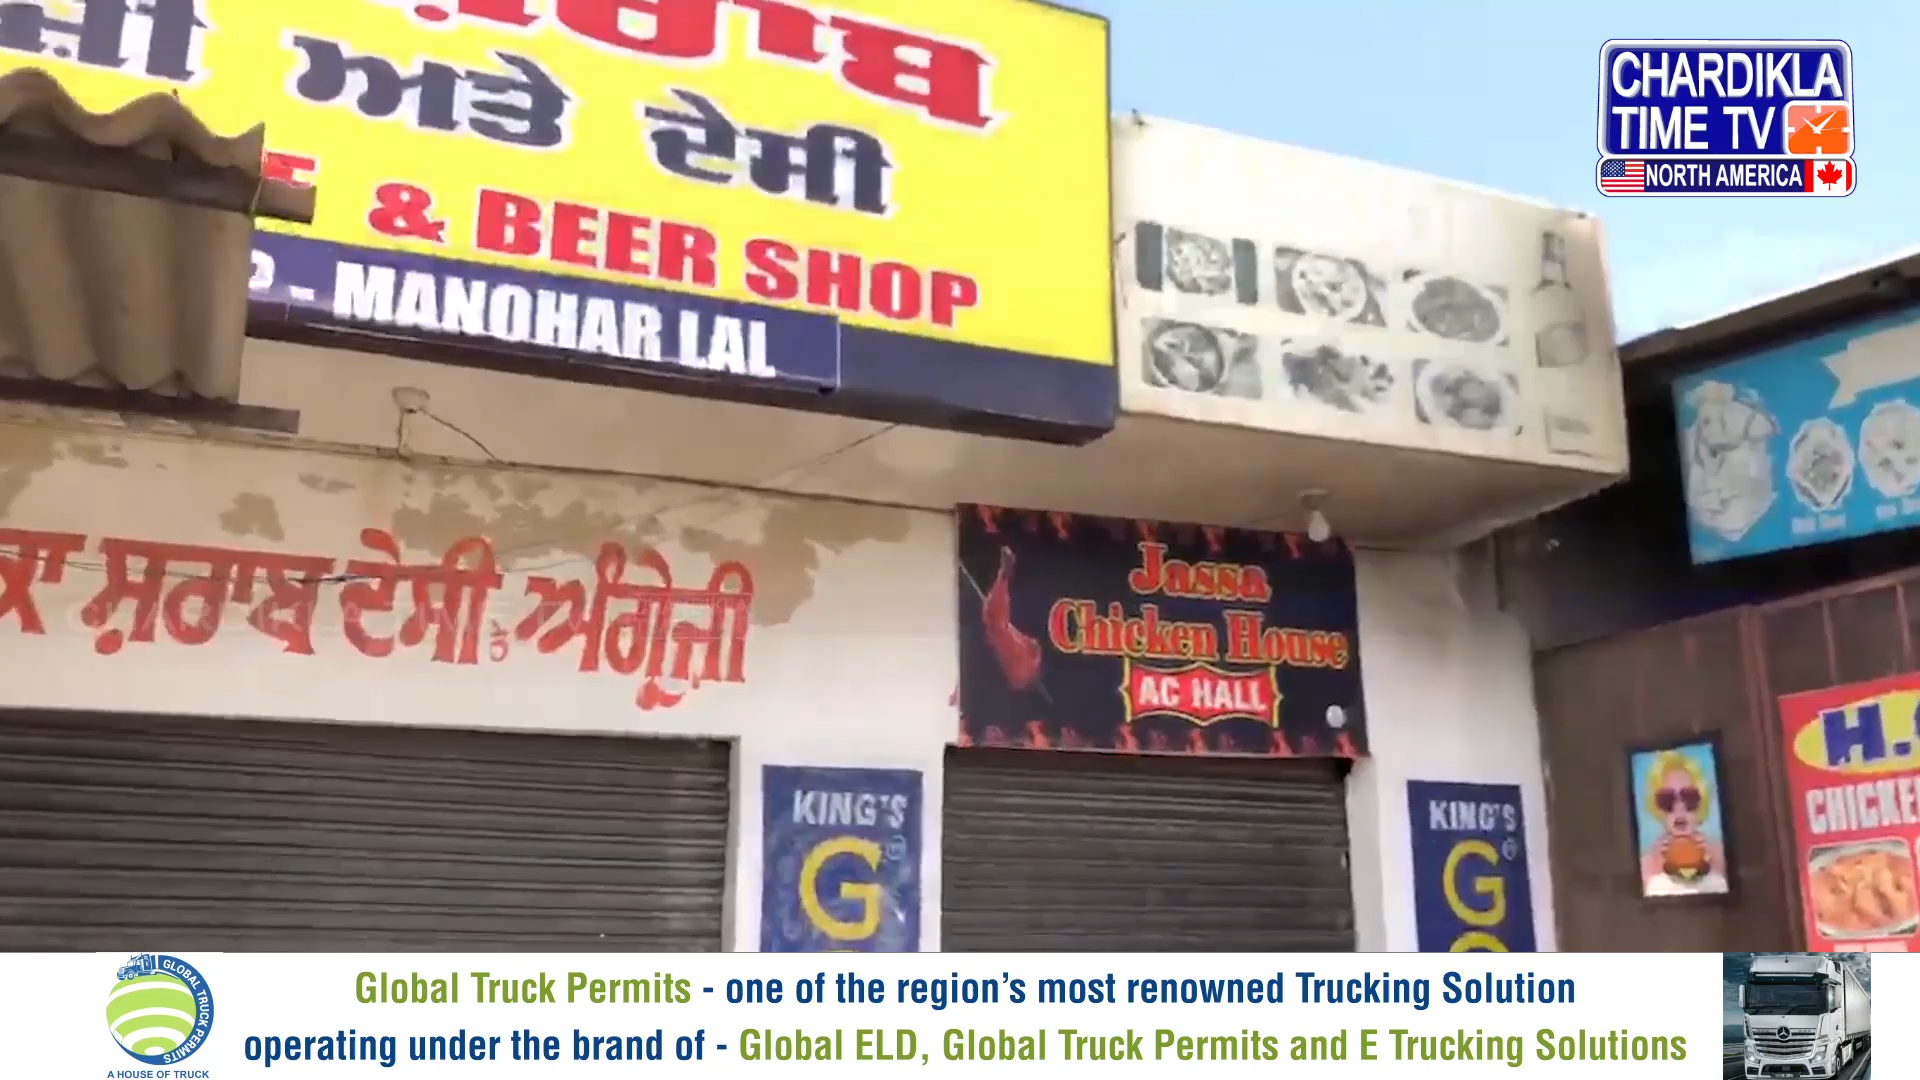 ਸ਼ਰਾਬ
ਅਤੇ ਦੇਸੀ
& BEER SHOP
- MANOHAR LAL
ਸ਼ਰਾਬ ਦੇਸੀ ਅੰਗ੍ਰੇਜ਼ੀ
Jassa
Chicken House
AC HALL
KING'S
G
KING'S
G
H.
CHICKE
CHARDIKLA
TIME TV
NORTH AMERICA
GLOBAL TRUCK PERMITS
A HOUSE OF TRUCK
Global Truck Permits - one of the region's most renowned Trucking Solution
operating under the brand of - Global ELD, Global Truck Permits and E Trucking Solutions